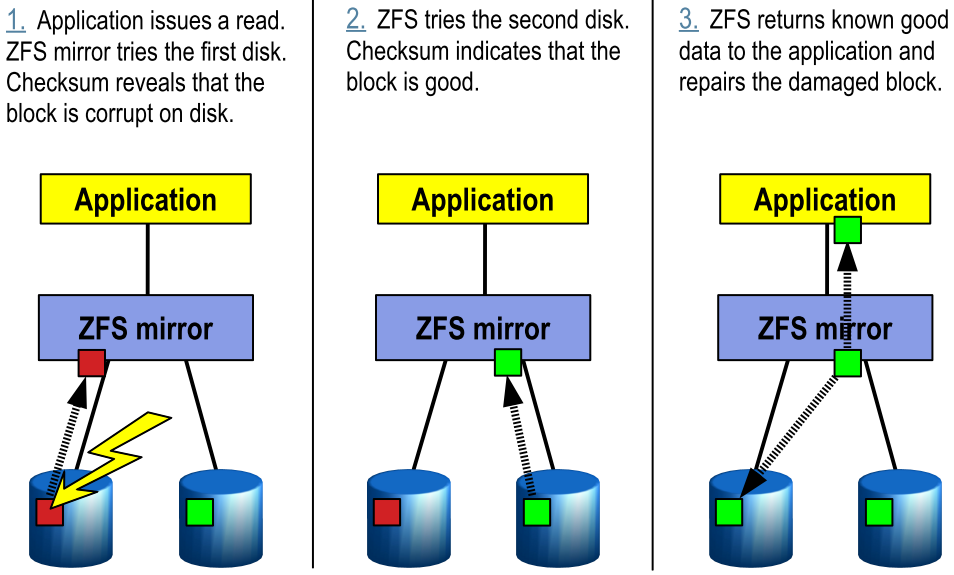 1. Application issues a read.
ZFS mirror tries the first disk.
Checksum reveals that the
block is corrupt on disk.
Application
ZFS mirror
2. ZFS tries the second disk.
Checksum indicates that the
block is good.
Application
ZFS mirror
3. ZFS returns known good
data to the application and
repairs the damaged block.
Application
ZFS mirror